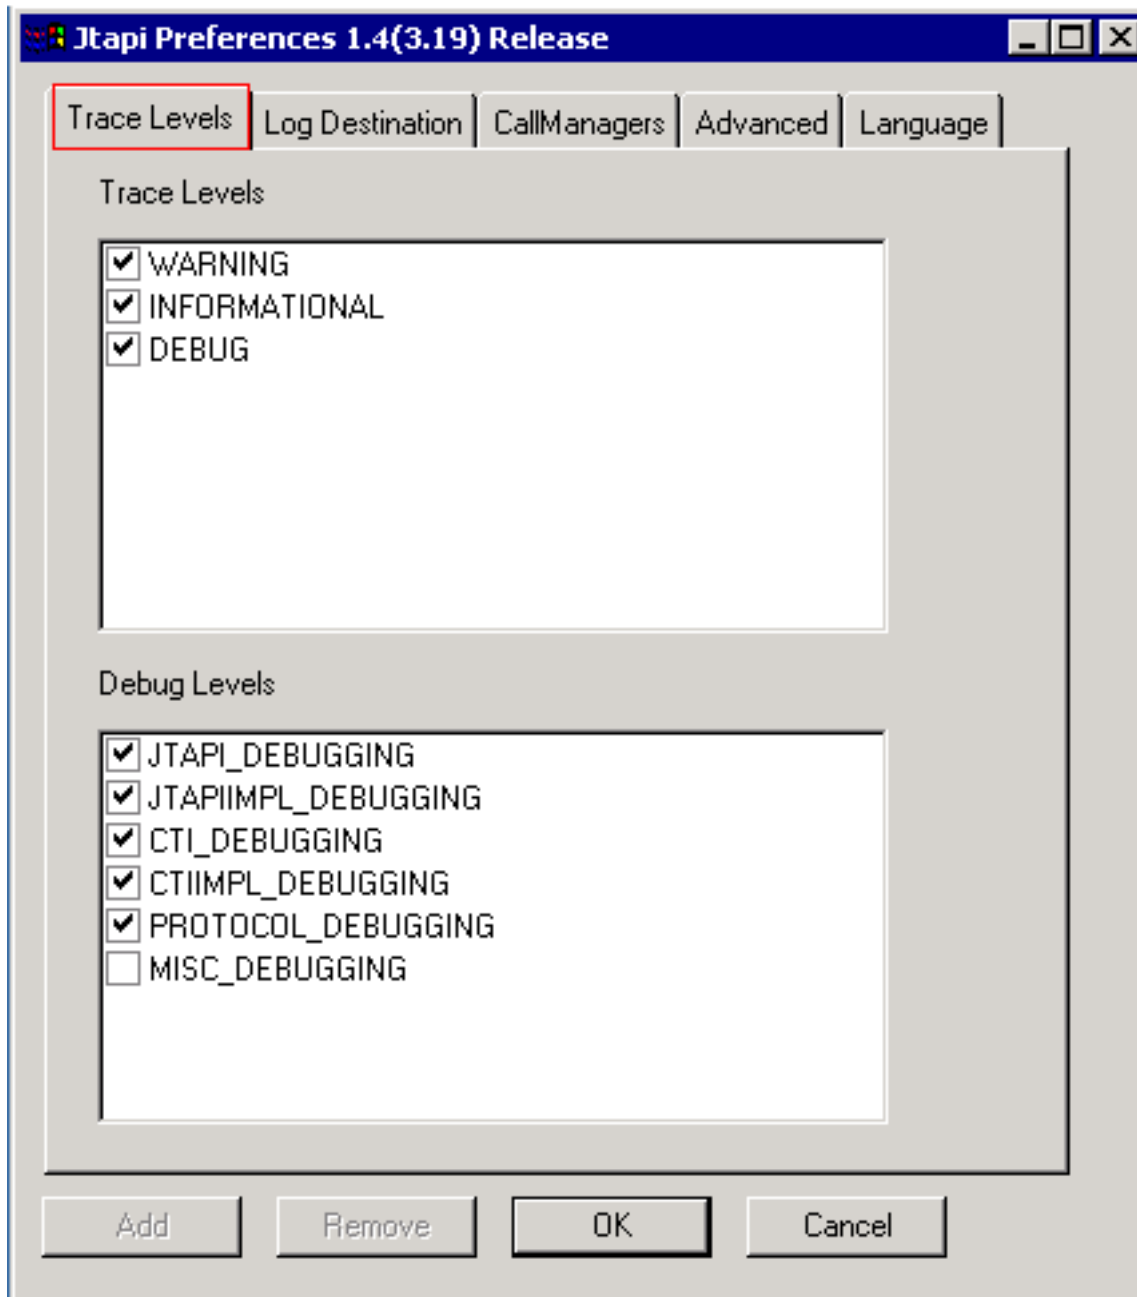 Jtapi Preferences 1.4(3.19) Release
Trace Levels Log Destination CallManagers Advanced Language
Trace Levels
WARNING
INFORMATIONAL
DEBUG
Debug Levels
JTAPI_DEBUGGING
JTAPIIMPL_DEBUGGING
CTI_DEBUGGING
CTIIMPL_DEBUGGING
PROTOCOL_DEBUGGING
MISC_DEBUGGING
Add Remove OK Cancel